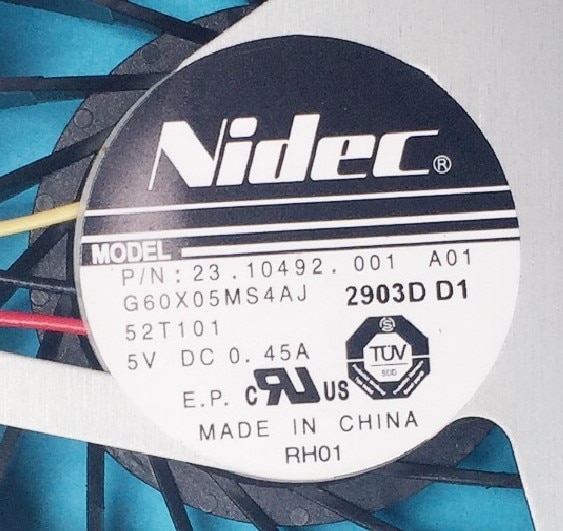 Nidec®
MODEL
P/N: 23.10492.001 A01
G60X05MS4AJ 2903D D1
52T101
5V DC 0.45A
TUV
E.P. c RU US
MADE IN CHINA
RH01